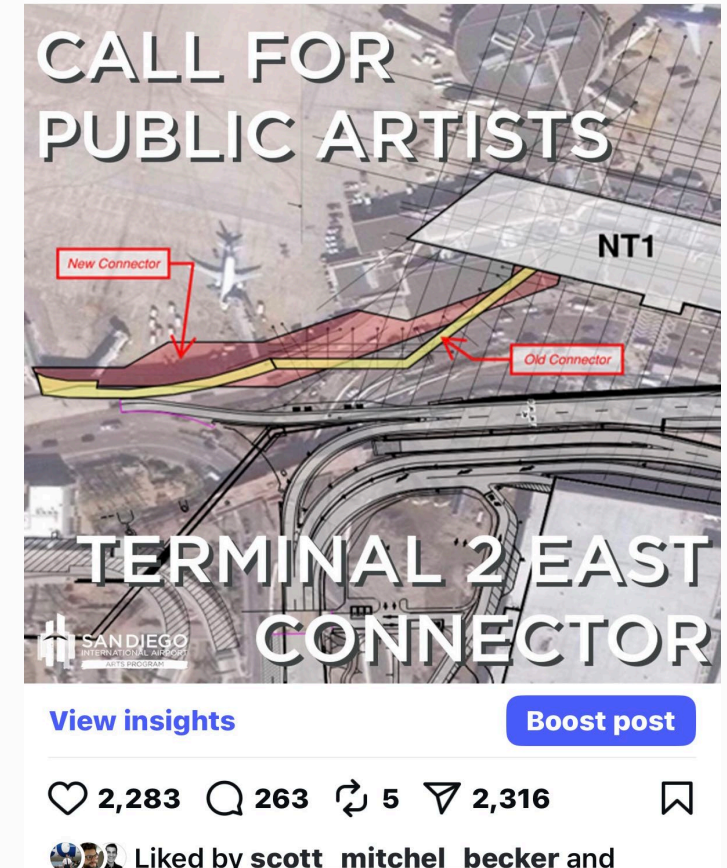 CALL FOR
PUBLIC ARTISTS
NT1
New Connector
Old Connector
TERMINAL 2 EAST
CONNECTOR
SAN DIEGO
INTERNATIONAL AIRPORT
ARTS PROGRAM
View insights
Boost post
2,283 263 5 2,316
Liked by scott_mitchel_becker and